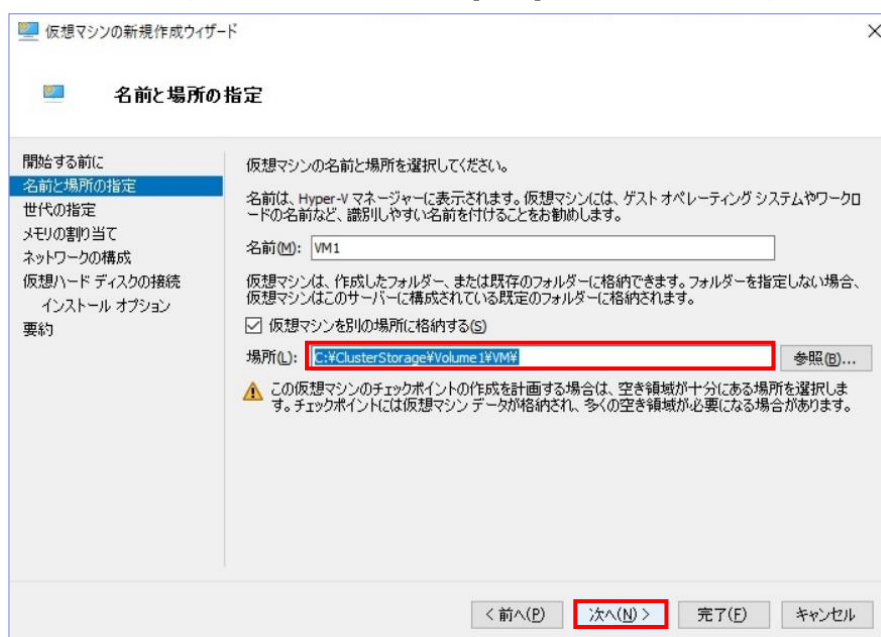 仮想マシンの新規作成ウィザード
名前と場所の指定
開始する前に
名前と場所の指定
世代の指定
メモリの割り当て
ネットワークの構成
仮想ハード ディスクの接続
インストール オプション
要約
仮想マシンの名前と場所を選択してください。
名前は、Hyper-V マネージャーに表示されます。仮想マシンには、ゲスト オペレーティング システムやワークロ
ードの名前など、識別しやすい名前を付けることをお勧めします。
名前(M): VM1
仮想マシンは、作成したフォルダー、または既存のフォルダーに格納できます。フォルダーを指定しない場合、
仮想マシンはこのサーバーに構成されている既定のフォルダーに格納されます。
仮想マシンを別の場所に格納する(S)
場所(L): C:¥ClusterStorage¥Volume1¥VM¥ 参照(B)...
この仮想マシンのチェックポイントの作成を計画する場合は、空き領域が十分にある場所を選択しま
す。チェックポイントには仮想マシン データが格納され、多くの空き領域が必要になる場合があります。
< 前へ(P) 次へ(N) > 完了(F) キャンセル